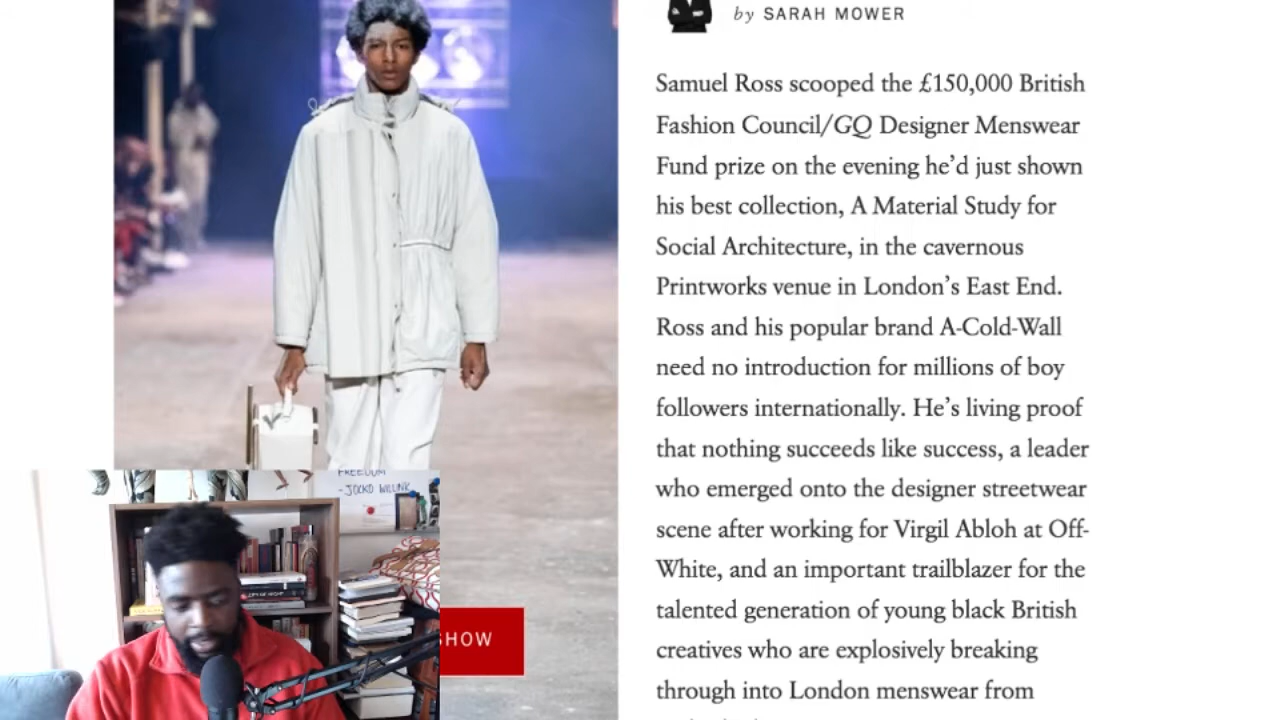 by SARAH MOWER
Samuel Ross scooped the £150,000 British
Fashion Council/GQ Designer Menswear
Fund prize on the evening he’d just shown
his best collection, A Material Study for
Social Architecture, in the cavernous
Printworks venue in London’s East End.
Ross and his popular brand A-Cold-Wall
need no introduction for millions of boy
followers internationally. He’s living proof
that nothing succeeds like success, a leader
who emerged onto the designer streetwear
scene after working for Virgil Abloh at Off-
White, and an important trailblazer for the
talented generation of young black British
creatives who are explosively breaking
through into London menswear from
FREEDOM
- JOCKO WILLINK
SHOW